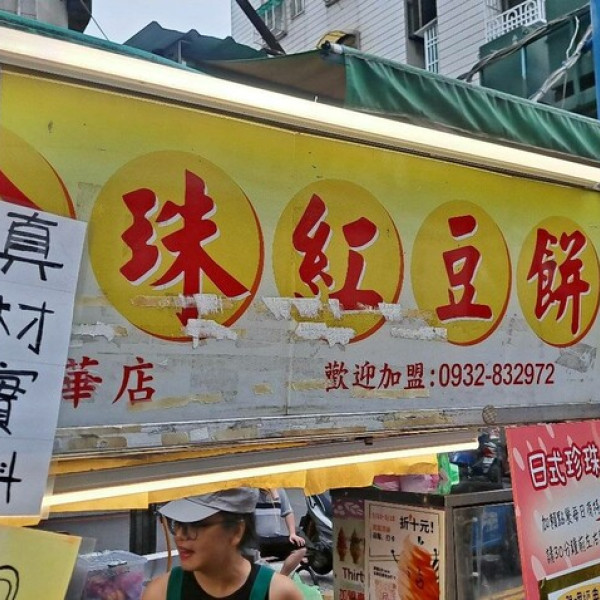 珠紅豆餅
華店
歡迎加盟:0932-832972
真材實料
日式珍珠
折十元!